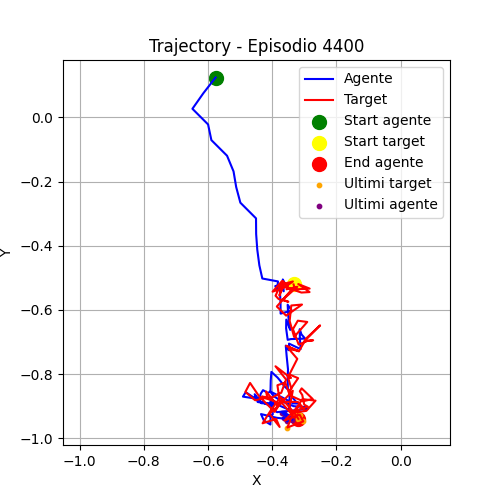 Trajectory - Episodio 4400
Agente
Target
Start agente
Start target
End agente
Ultimi target
Ultimi agente
Y
0.0
−0.2
−0.4
−0.6
−0.8
−1.0
−1.0 −0.8 −0.6 −0.4 −0.2 0.0
X